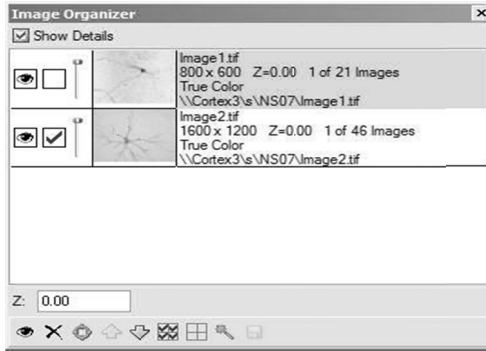 Image Organizer
Show Details
Image1.tif
800 x 600 Z=0.00 1 of 21 Images
True Color
\\Cortex3\s\NS07\Image1.tif
Image2.tif
1600 x 1200 Z=0.00 1 of 46 Images
True Color
\\Cortex3\s\NS07\Image2.tif
Z: 0.00